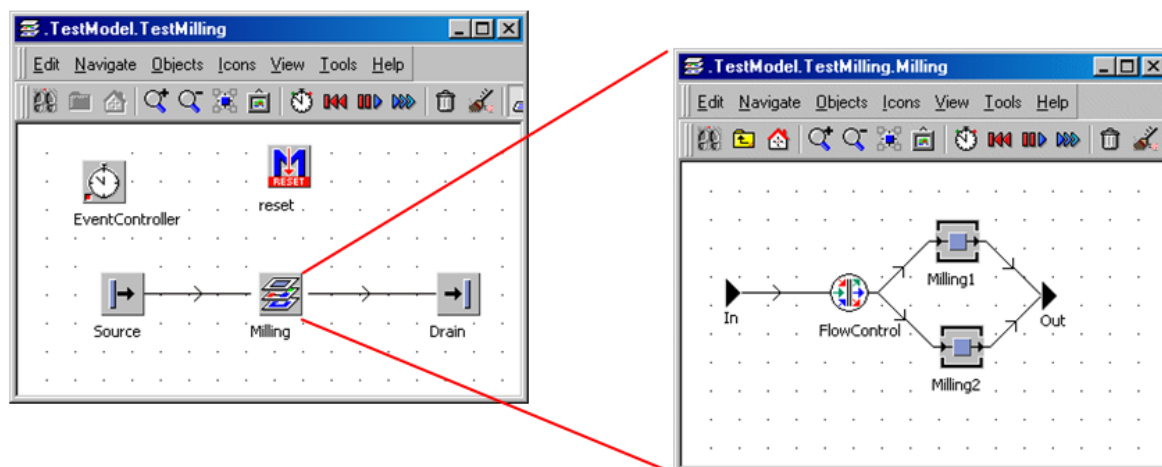 .TestModel.TestMilling
Edit Navigate Objects Icons View Tools Help
RESET
reset
EventController
Source
Milling
Drain
.TestModel.TestMilling.Milling
Edit Navigate Objects Icons View Tools Help
Milling1
In
FlowControl
Out
Milling2